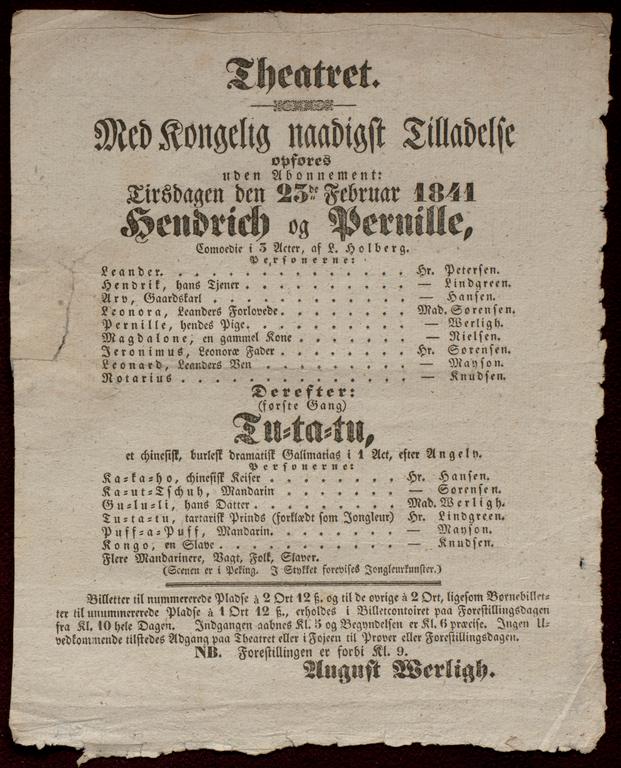 Theatret.
Med Kongelig naadigst Tilladelse
opføres
uden Abonnement:
Tirsdagen den 23de Februar 1841
Hendrich og Pernille,
Comoedie i 3 Acter, af L. Holberg.
Personerne:
Leander. . . . . . . . . . . . . . . Hr. Petersen.
Hendrik, hans Tjener . . . . . . . . — Lindgreen.
Arv, Gaardskarl . . . . . . . . . . — Hansen.
Leonora, Leanders Forlovede. . . . . . . Mad. Sørensen.
Pernille, hendes Pige. . . . . . . . . — Werligh.
Magdalone, en gammel Kone . . . . . . — Nielsen.
Jeronimus, Leonoræ Fader . . . . . . . Hr. Sørensen.
Leonard, Leanders Ven . . . . . . . . — Mayson.
Notarius . . . . . . . . . . . . . . — Knudsen.
Derefter:
(første Gang)
Tu-ta-tu,
et chinesisk, burlesk dramatisk Galimatias i 1 Act, efter Angely.
Personerne:
Ka-ka-ho, chinesisk Keiser . . . . . . . Hr. Hansen.
Ka-ut-Tschuh, Mandarin . . . . . . . — Sørensen.
Gu-lu-li, hans Datter . . . . . . . . Mad. Werligh.
Tu-ta-tu, tartarisk Prinds (forklædt som Jongleur) Hr. Lindgreen.
Puff-a-Puff, Mandarin. . . . . . . . — Mayson.
Kongo, en Slave . . . . . . . . . . — Knudsen.
Flere Mandarinere, Vagt, Folk, Slaver.
(Scenen er i Peking. I Stykket forevises Jongleurkunster.)
Billetter til nummererede Pladse à 2 Ort 12 ß. og til de øvrige à 2 Ort, ligesom Børnebillet-
ter til unummererede Pladse à 1 Ort 12 ß., erholdes i Billetcontoiret paa Forestillingsdagen
fra Kl. 10 hele Dagen. Indgangen aabnes Kl. 5 og Begyndelsen er Kl. 6 præcise. Ingen U-
vedkommende tilstedes Adgang paa Theatret eller i Fojeen til Prøver eller Forestillingsdagen.
NB. Forestillingen er forbi Kl. 9.
August Werligh.